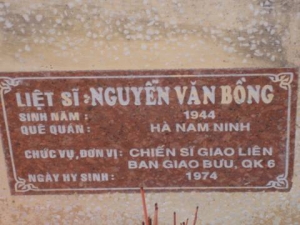 LIỆT SĨ : NGUYỄN VĂN BỒNG
SINH NĂM : 1944
QUÊ QUÁN : HÀ NAM NINH
CHỨC VỤ, ĐƠN VỊ : CHIẾN SĨ GIAO LIÊN
BAN GIAO BƯU, QK 6
NGÀY HY SINH : 1974